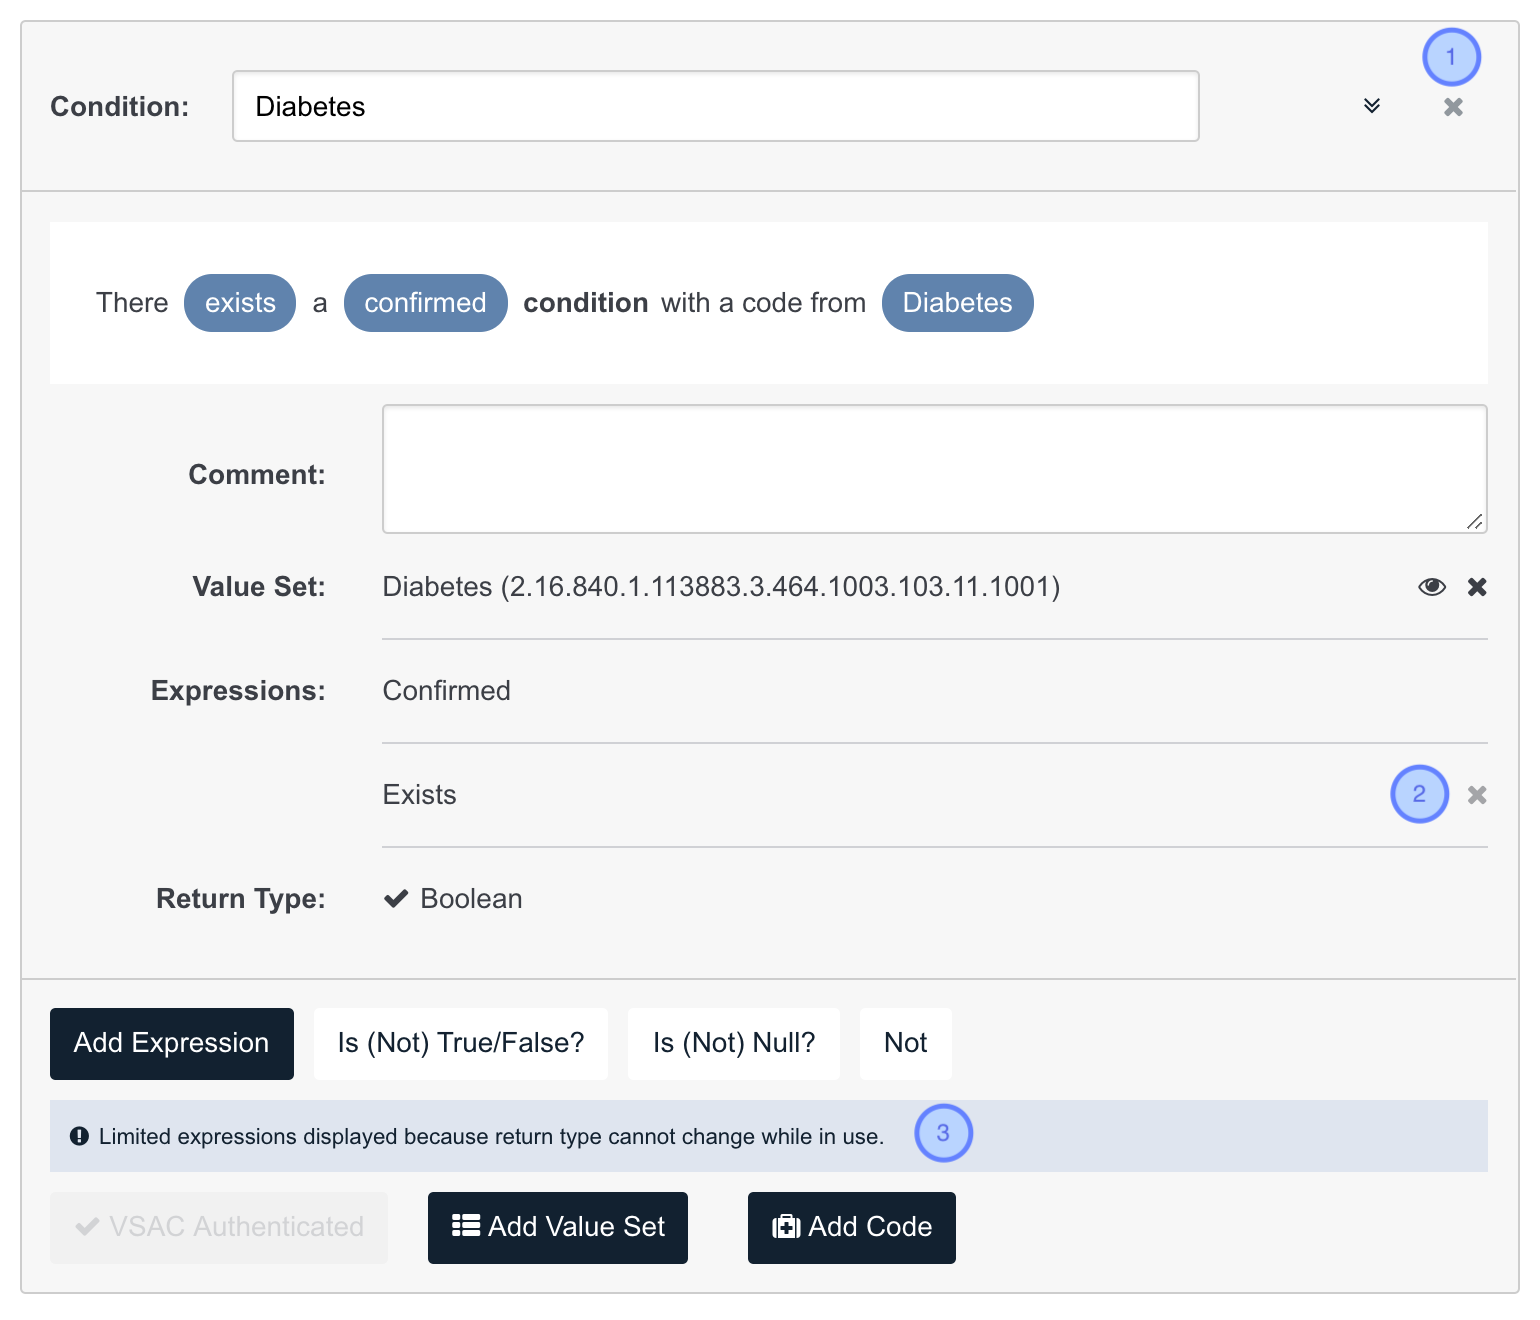 1
Condition: Diabetes
There exists a confirmed condition with a code from Diabetes
Comment:
Value Set: Diabetes (2.16.840.1.113883.3.464.1003.103.11.1001)
Expressions: Confirmed
Exists 2
Return Type: Boolean
Add Expression Is (Not) True/False? Is (Not) Null? Not
Limited expressions displayed because return type cannot change while in use. 3
VSAC Authenticated Add Value Set Add Code